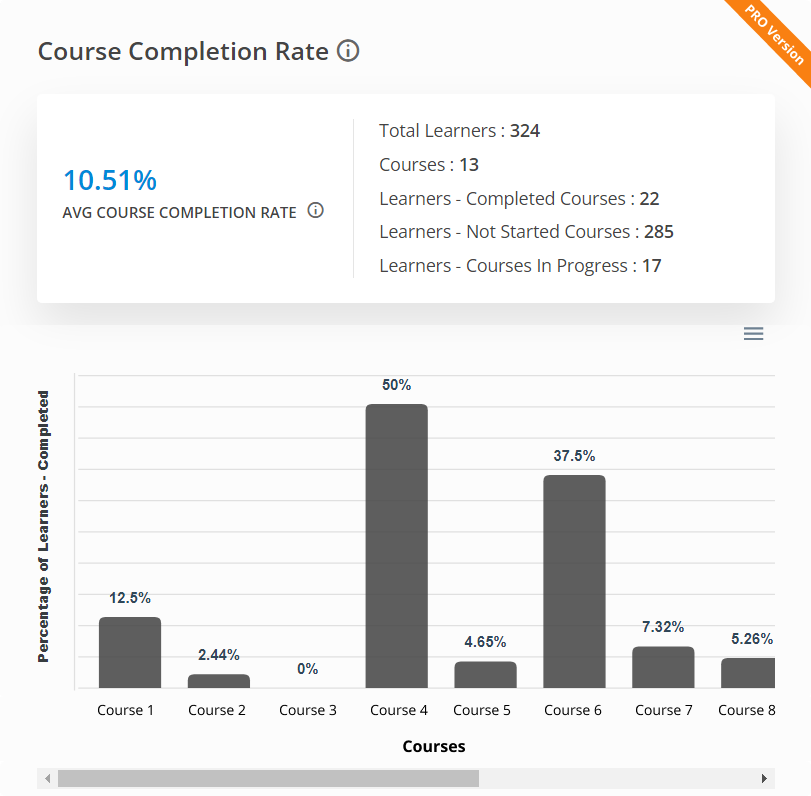 PRO Version
Course Completion Rate
10.51%
AVG COURSE COMPLETION RATE
Total Learners : 324
Courses : 13
Learners - Completed Courses : 22
Learners - Not Started Courses : 285
Learners - Courses In Progress : 17
Percentage of Learners - Completed
12.5%
2.44%
0%
50%
4.65%
37.5%
7.32%
5.26%
Course 1 Course 2 Course 3 Course 4 Course 5 Course 6 Course 7 Course 8
Courses